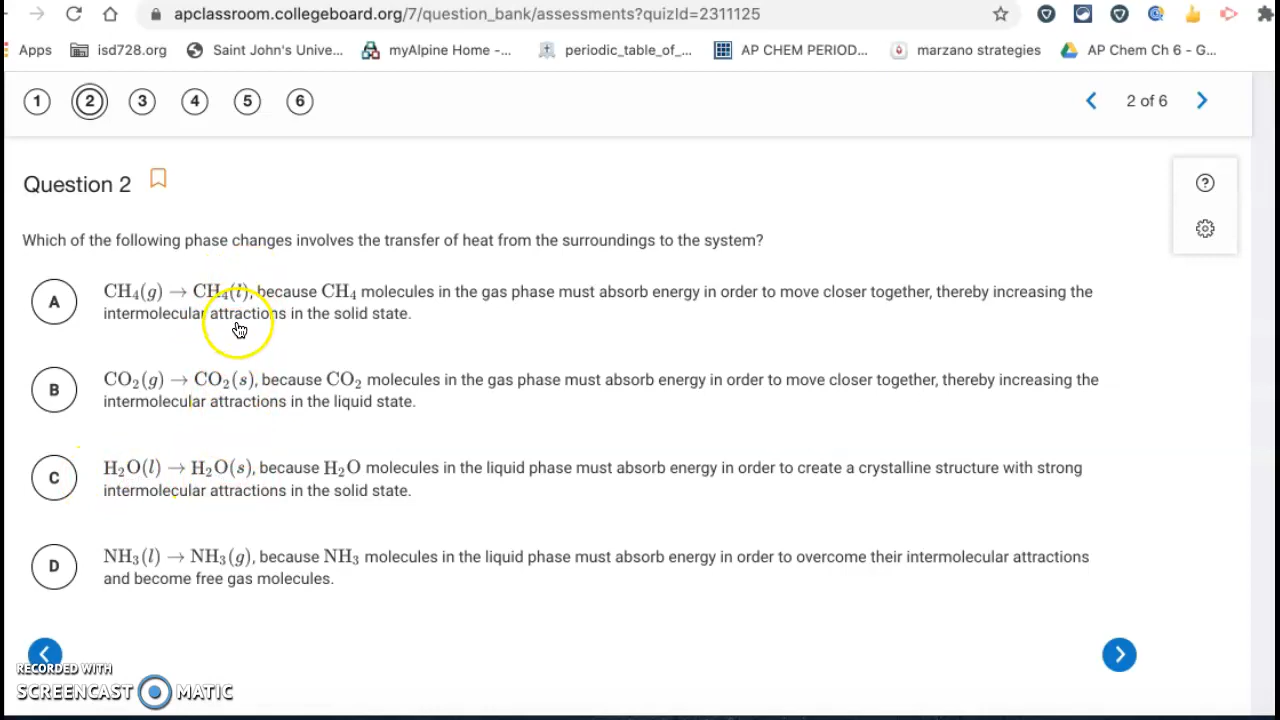 apclassroom.collegeboard.org/7/question_bank/assessments?quizId=2311125
Apps isd728.org Saint John's Unive... myAlpine Home -... periodic_table_of_... AP CHEM PERIOD... marzano strategies AP Chem Ch 6 - G...
1 2 3 4 5 6 2 of 6
Question 2
Which of the following phase changes involves the transfer of heat from the surroundings to the system?
A CH₄(g) → CH₄(l), because CH₄ molecules in the gas phase must absorb energy in order to move closer together, thereby increasing the
intermolecular attractions in the solid state.
B CO₂(g) → CO₂(s), because CO₂ molecules in the gas phase must absorb energy in order to move closer together, thereby increasing the
intermolecular attractions in the liquid state.
C H₂O(l) → H₂O(s), because H₂O molecules in the liquid phase must absorb energy in order to create a crystalline structure with strong
intermolecular attractions in the solid state.
D NH₃(l) → NH₃(g), because NH₃ molecules in the liquid phase must absorb energy in order to overcome their intermolecular attractions
and become free gas molecules.
RECORDED WITH
SCREENCAST MATIC